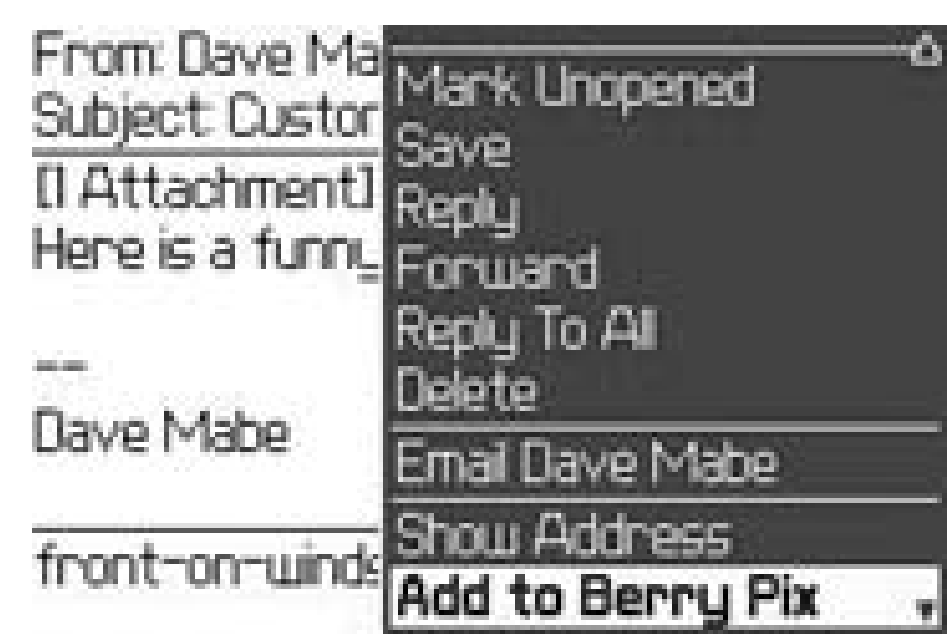 From: Dave Ma
Subject: Custor
[1 Attachment]
Here is a funny
--
Dave Mabe
front-on-winds
Mark Unopened
Save
Reply
Forward
Reply To All
Delete
Email Dave Mabe
Show Address
Add to Berry Pix